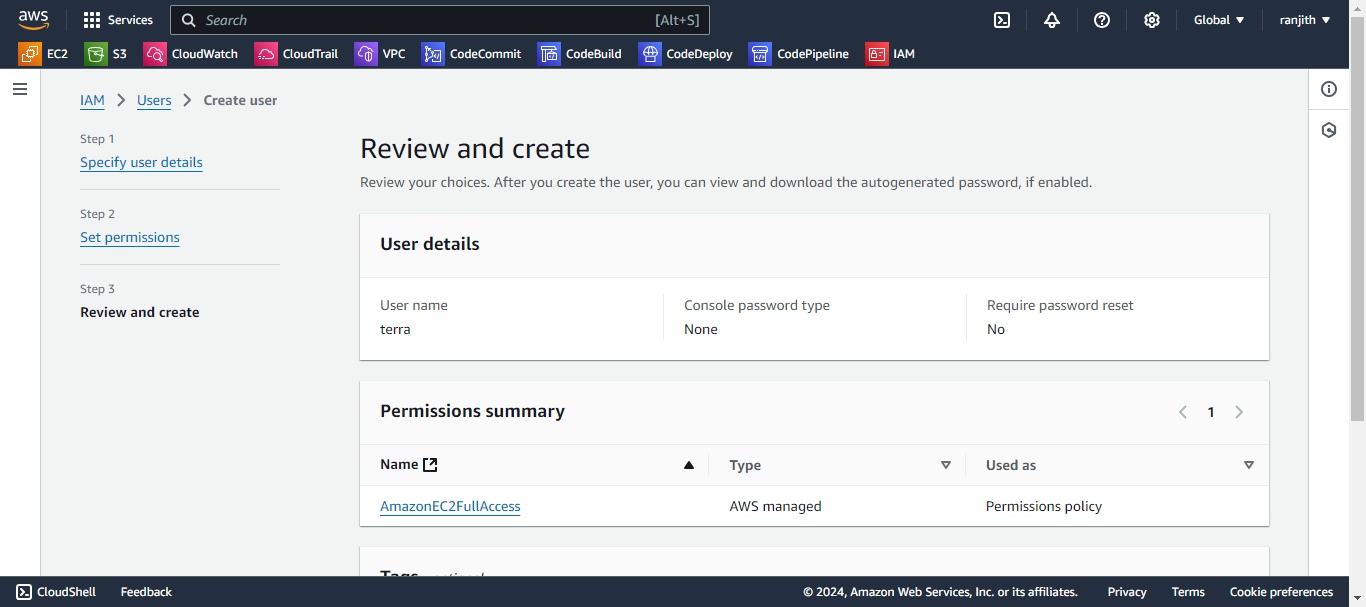 aws
Services
Search [Alt+S]
Global ▼
ranjith ▼
EC2 S3 CloudWatch CloudTrail VPC CodeCommit CodeBuild CodeDeploy CodePipeline IAM
IAM > Users > Create user
Step 1
Specify user details
Step 2
Set permissions
Step 3
Review and create
Review and create
Review your choices. After you create the user, you can view and download the autogenerated password, if enabled.
User details
User name Console password type Require password reset
terra None No
Permissions summary
1
Name Type Used as
AmazonEC2FullAccess AWS managed Permissions policy
Tags - optional
CloudShell Feedback © 2024, Amazon Web Services, Inc. or its affiliates. Privacy Terms Cookie preferences